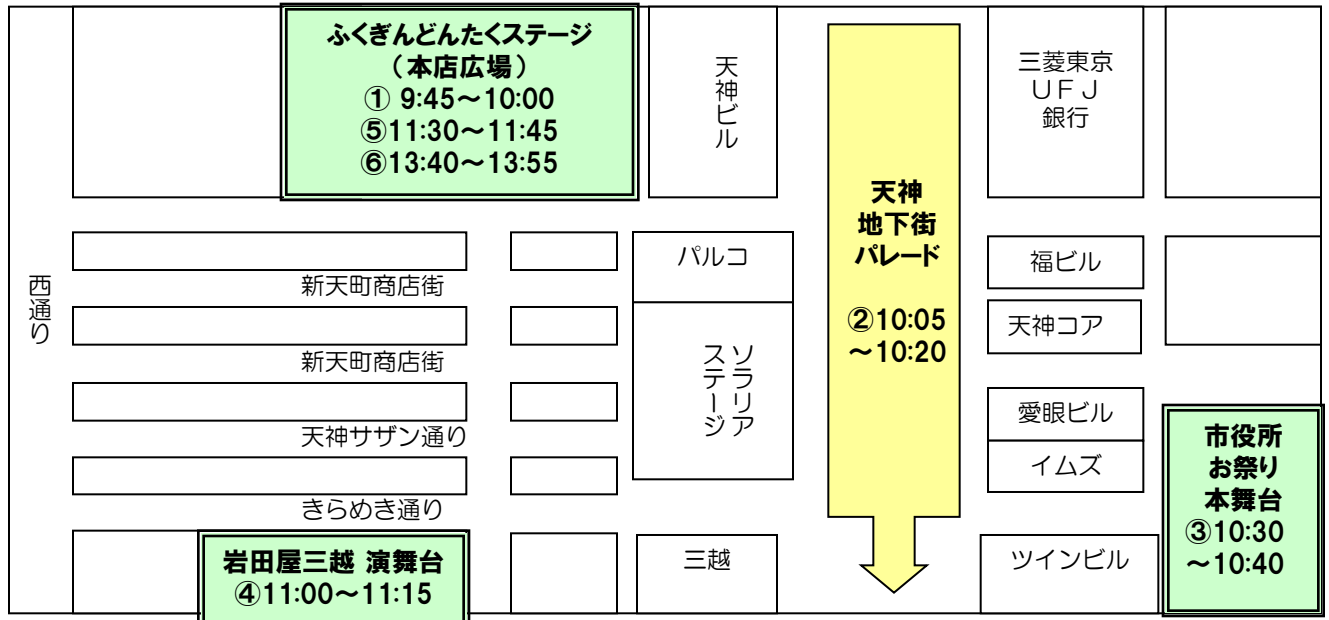 ふくぎんどんたくステージ
（本店広場）
① 9:45～10:00
⑤11:30～11:45
⑥13:40～13:55
天神ビル
天神
地下街
パレード
②10:05
～10:20
三菱東京
ＵＦＪ
銀行
西通り
新天町商店街
新天町商店街
天神サザン通り
きらめき通り
パルコ
ソラリア
ステージ
福ビル
天神コア
愛眼ビル
イムズ
市役所
お祭り
本舞台
③10:30
～10:40
岩田屋三越 演舞台
④11:00～11:15
三越
ツインビル